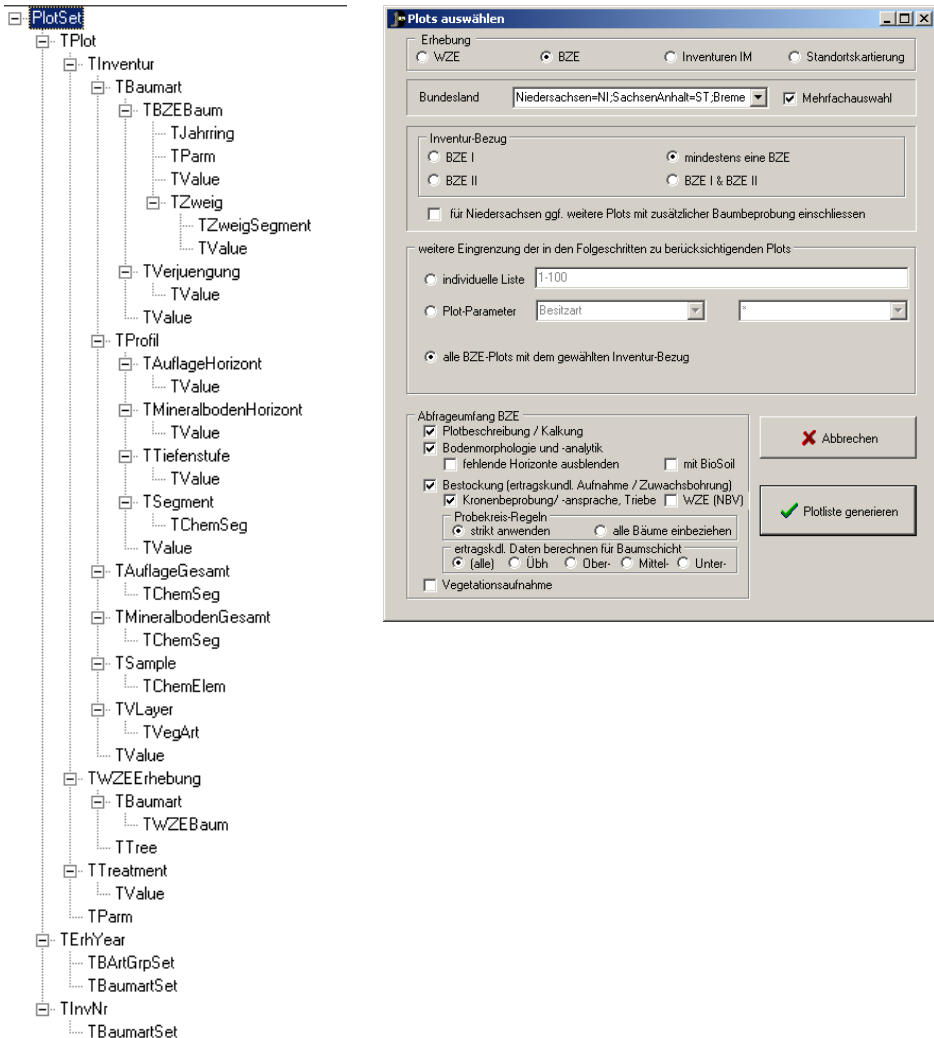 PlotSet
TPlot
TInventur
TBaumart
TBZEBaum
TJahrring
TParm
TValue
TZweig
TZweigSegment
TValue
TVerjuengung
TValue
TValue
TProfil
TAuflageHorizont
TValue
TMineralbodenHorizont
TValue
TTiefenstufe
TValue
TSegment
TChemSeg
TValue
TAuflageGesamt
TChemSeg
TMineralbodenGesamt
TChemSeg
TSample
TChemElem
TVLayer
TVegArt
TValue
TWZEErhebung
TBaumart
TWZEBaum
TTree
TTreatment
TValue
TParm
TErhYear
TBArtGrpSet
TBaumartSet
TInvNr
TBaumartSet
Plots auswählen
Erhebung
WZE BZE Inventuren IM Standortskartierung
Bundesland Niedersachsen=NI;SachsenAnhalt=ST;Breme Mehrfachauswahl
Inventur-Bezug
BZE I mindestens eine BZE
BZE II BZE I & BZE II
für Niedersachsen ggf. weitere Plots mit zusätzlicher Baumbeprobung einschliessen
weitere Eingrenzung der in den Folgeschritten zu berücksichtigenden Plots
individuelle Liste 1-100
Plot-Parameter Besitzart *
alle BZE-Plots mit dem gewählten Inventur-Bezug
Abfrageumfang BZE
Plotbeschreibung / Kalkung
Bodenmorphologie und -analytik
fehlende Horizonte ausblenden mit BioSoil
Bestockung (ertragskundl. Aufnahme / Zuwachsbohrung)
Kronenbeprobung/ -ansprache, Triebe WZE (NBV)
Probekreis-Regeln
strikt anwenden alle Bäume einbeziehen
ertragskdl. Daten berechnen für Baumschicht
(alle) Übh Ober- Mittel- Unter-
Vegetationsaufnahme
Abbrechen
Plotliste generieren